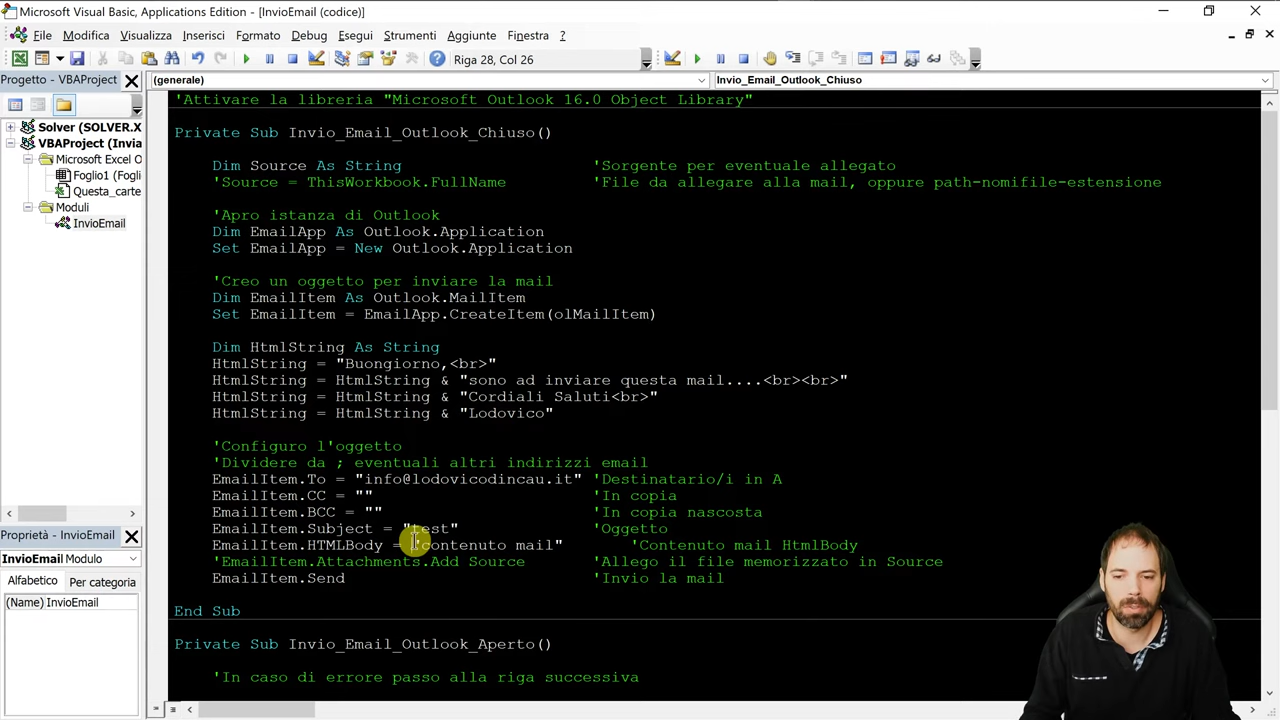 Microsoft Visual Basic, Applications Edition - [InvioEmail (codice)]
File Modifica Visualizza Inserisci Formato Debug Esegui Strumenti Aggiunte Finestra ?
Riga 28, Col 26
Progetto - VBAProject
(generale) Invio_Email_Outlook_Chiuso
Solver (SOLVER.X
VBAProject (Invia
Microsoft Excel O
Foglio1 (Fogli
Questa_carte
Moduli
InvioEmail
Proprietà - InvioEmail
InvioEmail Modulo
Alfabetico Per categoria
(Name) InvioEmail
'Attivare la libreria "Microsoft Outlook 16.0 Object Library"
Private Sub Invio_Email_Outlook_Chiuso()
Dim Source As String 'Sorgente per eventuale allegato
'Source = ThisWorkbook.FullName 'File da allegare alla mail, oppure path-nomifile-estensione
'Apro istanza di Outlook
Dim EmailApp As Outlook.Application
Set EmailApp = New Outlook.Application
'Creo un oggetto per inviare la mail
Dim EmailItem As Outlook.MailItem
Set EmailItem = EmailApp.CreateItem(olMailItem)
Dim HtmlString As String
HtmlString = "Buongiorno,<br>"
HtmlString = HtmlString & "sono ad inviare questa mail....<br><br>"
HtmlString = HtmlString & "Cordiali Saluti<br>"
HtmlString = HtmlString & "Lodovico"
'Configuro l'oggetto
'Dividere da ; eventuali altri indirizzi email
EmailItem.To = "info@lodovicodincau.it" 'Destinatario/i in A
EmailItem.CC = "" 'In copia
EmailItem.BCC = "" 'In copia nascosta
EmailItem.Subject = "test" 'Oggetto
EmailItem.HTMLBody = "contenuto mail" 'Contenuto mail HtmlBody
'EmailItem.Attachments.Add Source 'Allego il file memorizzato in Source
EmailItem.Send 'Invio la mail
End Sub
Private Sub Invio_Email_Outlook_Aperto()
'In caso di errore passo alla riga successiva